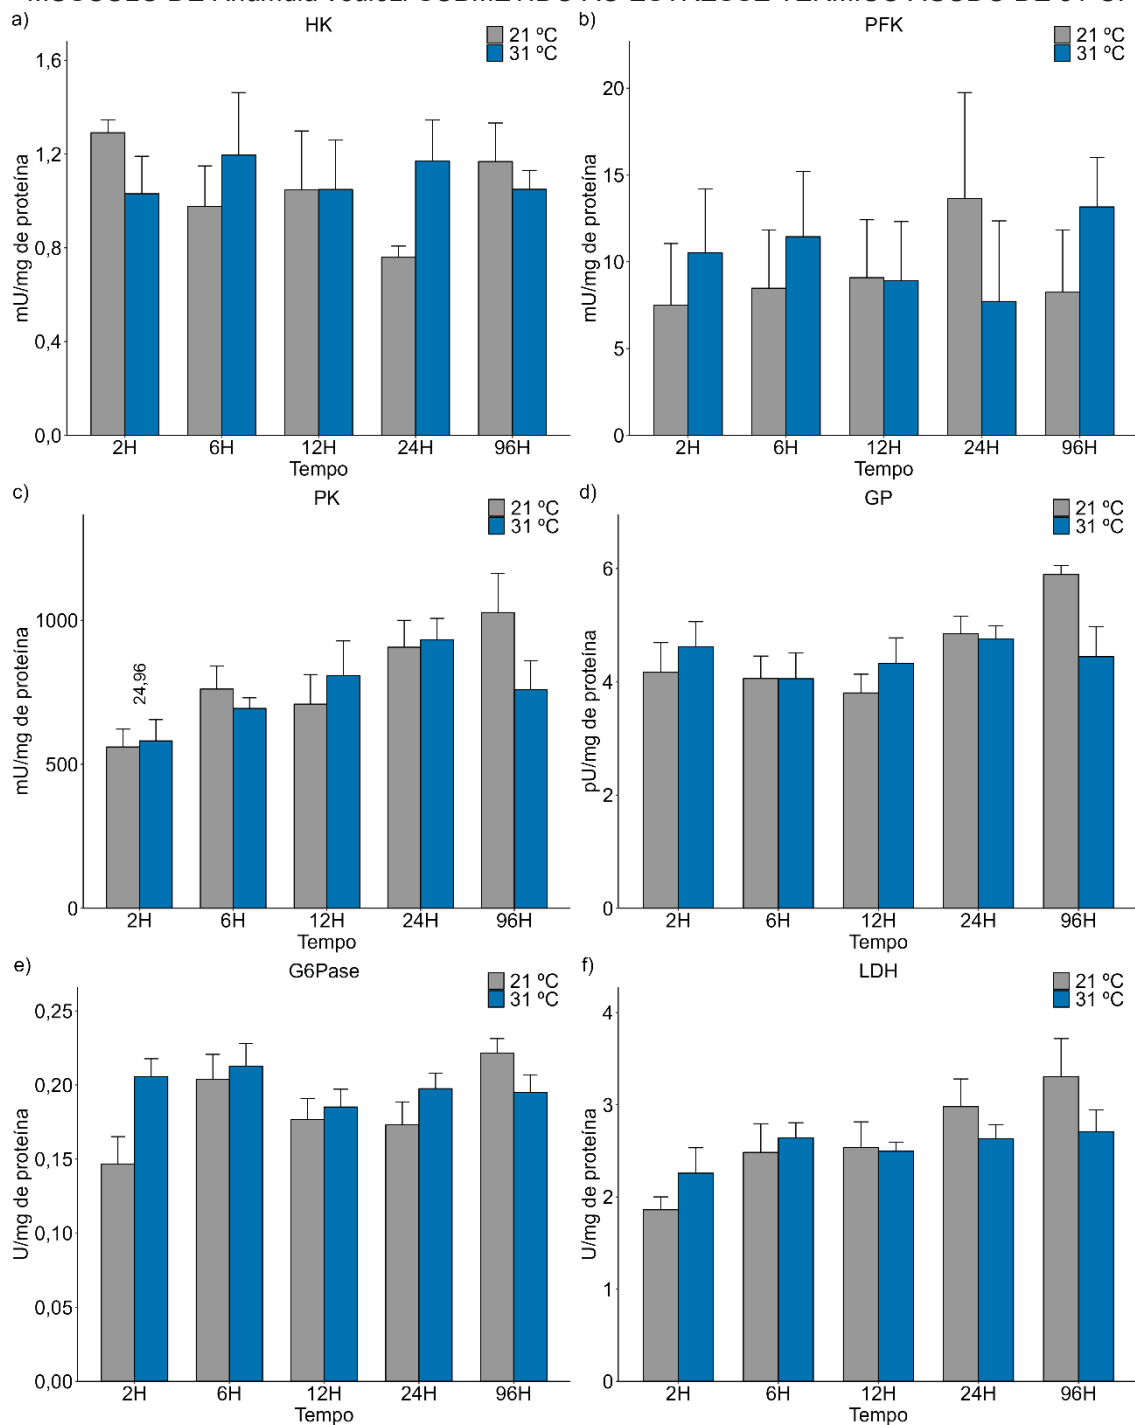 a)
HK
21 ºC
31 ºC
1,6
1,2
0,8
0,4
0,0
mU/mg de proteína
2H 6H 12H 24H 96H
Tempo
b)
PFK
21 ºC
31 ºC
20
15
10
5
0
mU/mg de proteína
2H 6H 12H 24H 96H
Tempo
c)
PK
21 ºC
31 ºC
1000
500
0
mU/mg de proteína
24,96
2H 6H 12H 24H 96H
Tempo
d)
GP
21 ºC
31 ºC
6
4
2
0
pU/mg de proteína
2H 6H 12H 24H 96H
Tempo
e)
G6Pase
21 ºC
31 ºC
0,25
0,20
0,15
0,10
0,05
0,00
U/mg de proteína
2H 6H 12H 24H 96H
Tempo
f)
LDH
21 ºC
31 ºC
4
3
2
1
0
U/mg de proteína
2H 6H 12H 24H 96H
Tempo